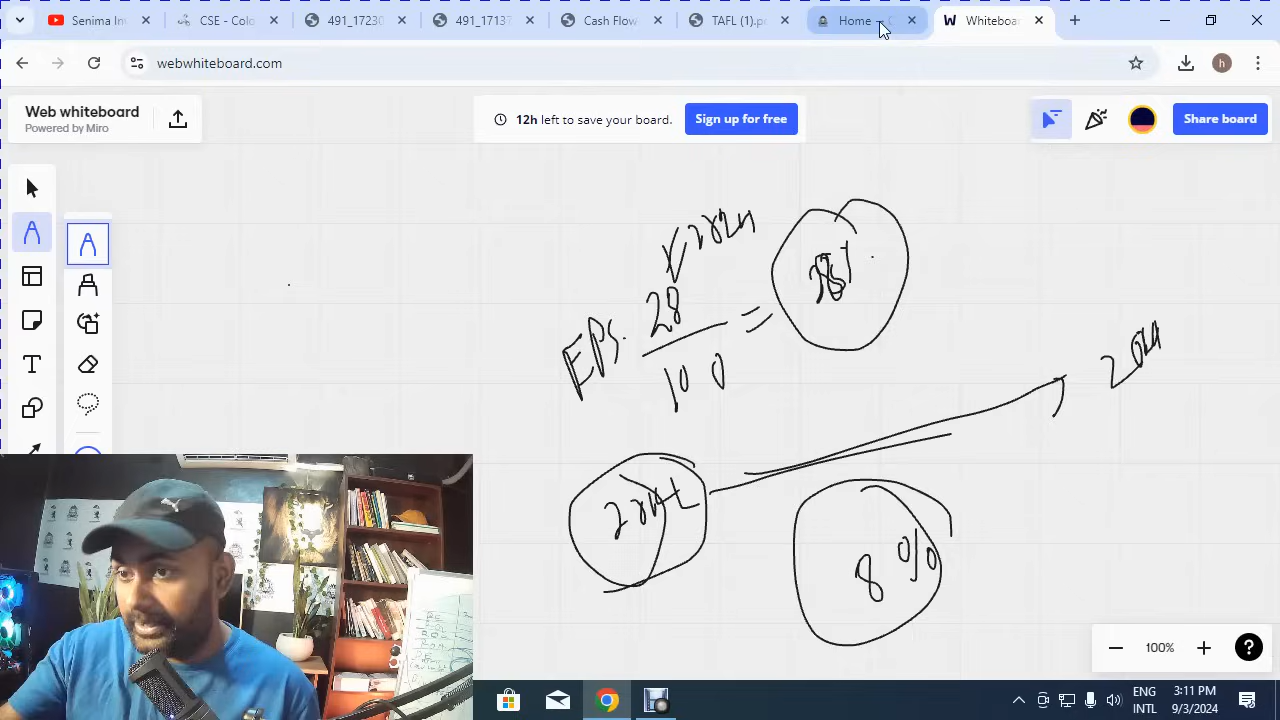 Senima Im
CSE - Colo
491_17230
491_17137
Cash Flow
TAFL (1).p
Home - C
Whiteboar
webwhiteboard.com
h
Web whiteboard
Powered by Miro
12h left to save your board.
Sign up for free
Share board
EPS. 28
100
=
8 %
100%
ENG
INTL
3:11 PM
9/3/2024